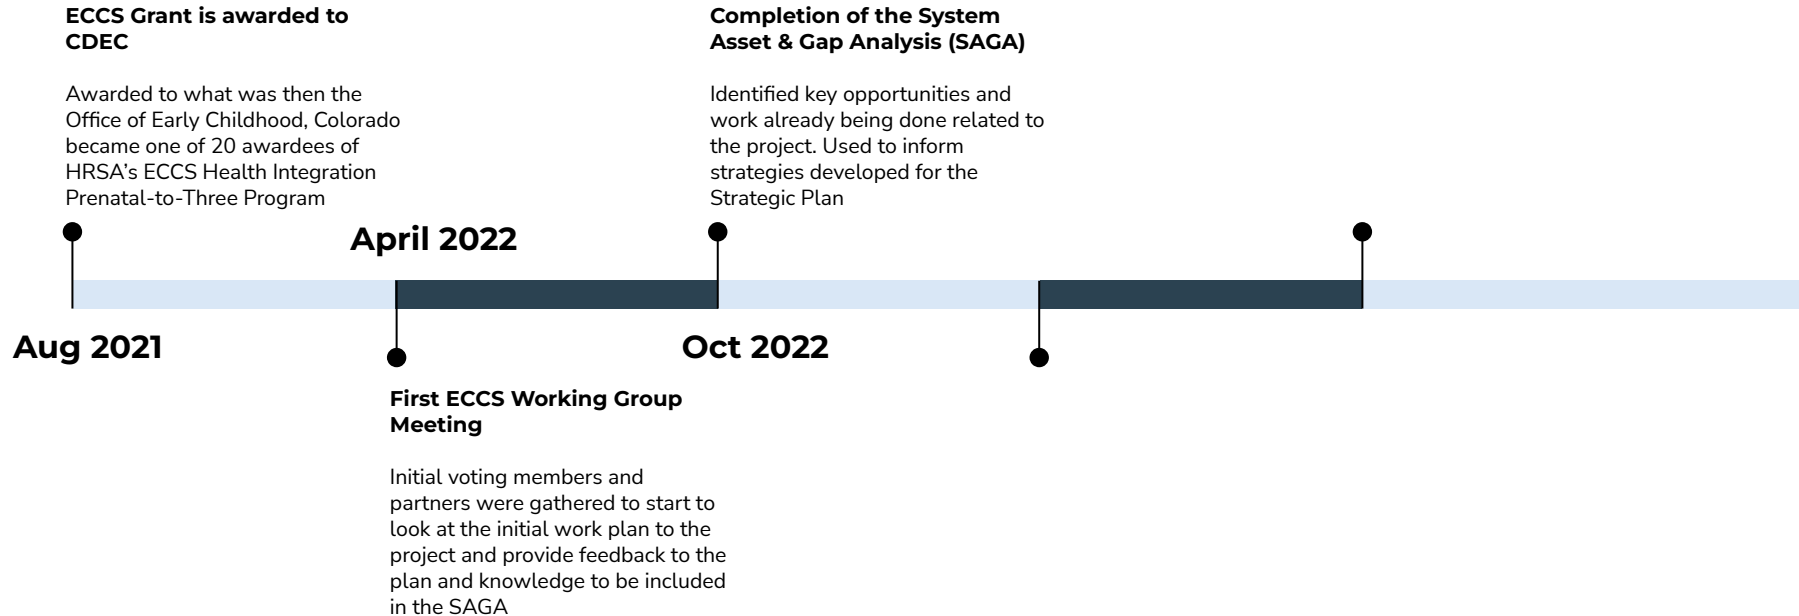 ECCS Grant is awarded to
CDEC
Awarded to what was then the
Office of Early Childhood, Colorado
became one of 20 awardees of
HRSA’s ECCS Health Integration
Prenatal-to-Three Program
Aug 2021
April 2022
First ECCS Working Group
Meeting
Initial voting members and
partners were gathered to start to
look at the initial work plan to the
project and provide feedback to the
plan and knowledge to be included
in the SAGA
Completion of the System
Asset & Gap Analysis (SAGA)
Identified key opportunities and
work already being done related to
the project. Used to inform
strategies developed for the
Strategic Plan
Oct 2022